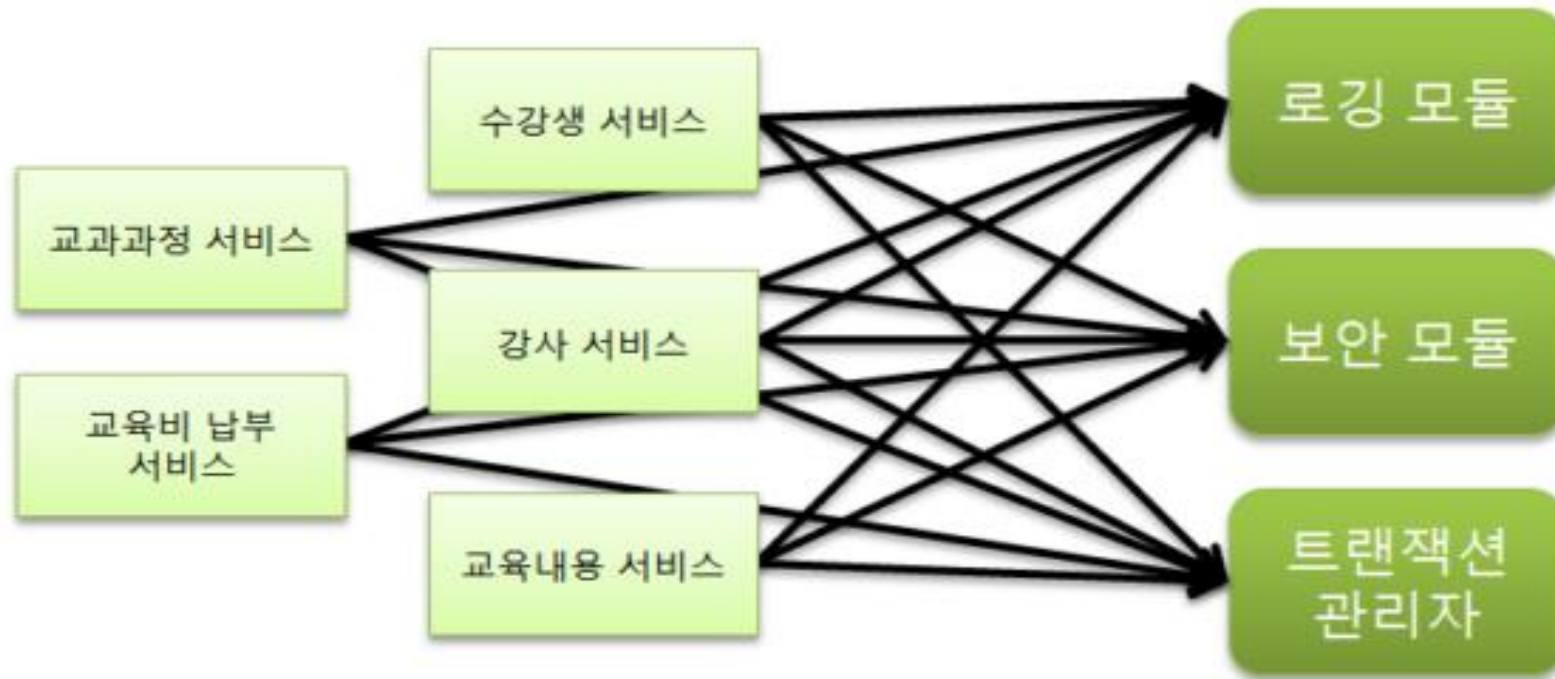 수강생 서비스
로깅 모듈
교과과정 서비스
강사 서비스
보안 모듈
교육비 납부
서비스
교육내용 서비스
트랜잭션
관리자